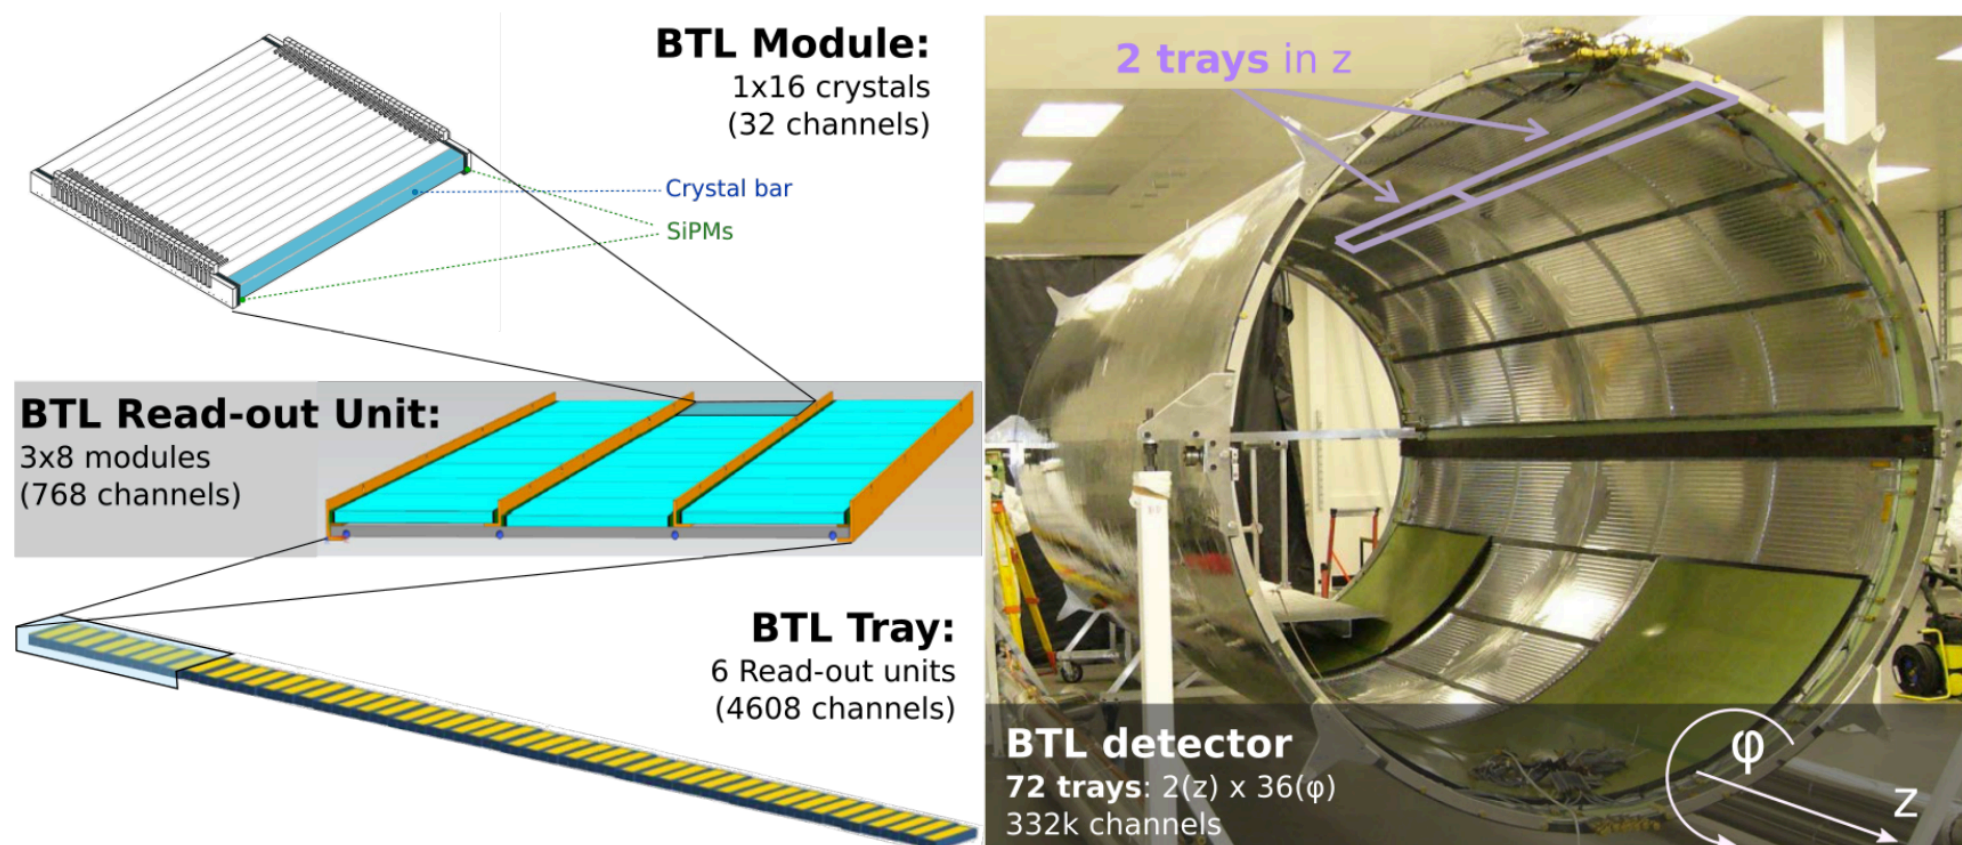 BTL Module:
1x16 crystals
(32 channels)
Crystal bar
SiPMs
BTL Read-out Unit:
3x8 modules
(768 channels)
BTL Tray:
6 Read-out units
(4608 channels)
2 trays in z
BTL detector
72 trays: 2(z) x 36(φ)
332k channels
φ
z